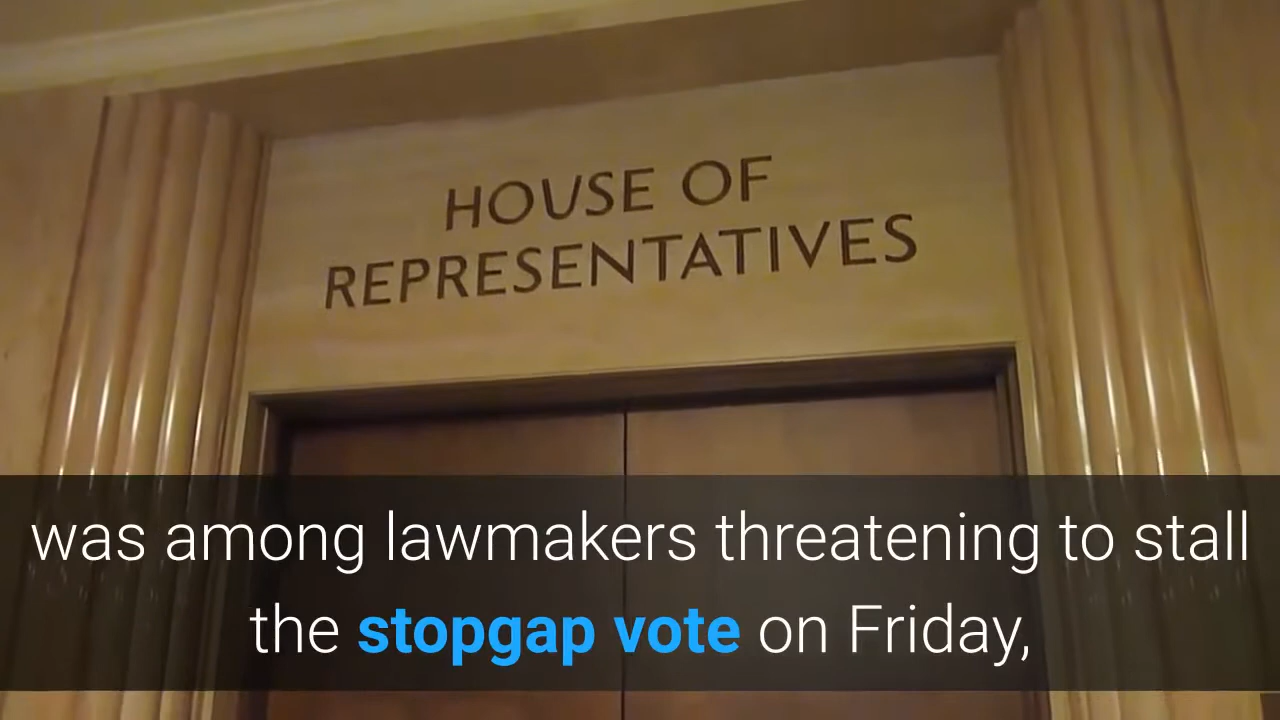 HOUSE OF
REPRESENTATIVES
was among lawmakers threatening to stall
the stopgap vote on Friday,